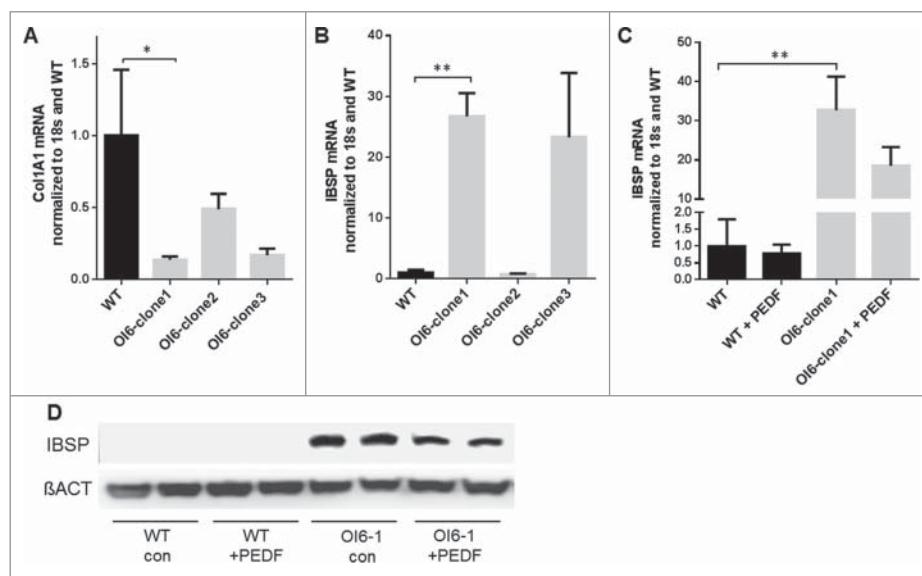 A
Col1A1 mRNA
normalized to 18s and WT
1.5
1.0
0.5
0.0
*
WT
OI6-clone1
OI6-clone2
OI6-clone3
B
IBSP mRNA
normalized to 18s and WT
40
30
20
10
0
**
WT
OI6-clone1
OI6-clone2
OI6-clone3
C
IBSP mRNA
normalized to 18s and WT
50
40
30
20
10
2.0
1.5
1.0
0.5
0.0
**
WT
WT + PEDF
OI6-clone1
OI6-clone1 + PEDF
D
IBSP
ßACT
WT
con
WT
+PEDF
OI6-1
con
OI6-1
+PEDF